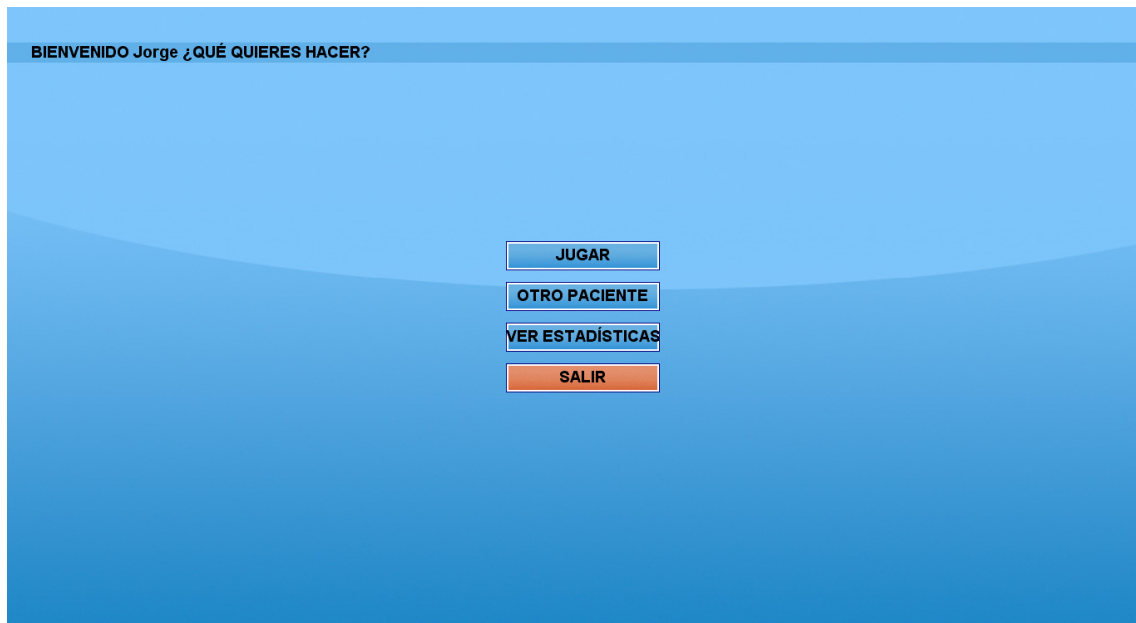 BIENVENIDO Jorge ¿QUÉ QUIERES HACER?
JUGAR
OTRO PACIENTE
VER ESTADÍSTICAS
SALIR